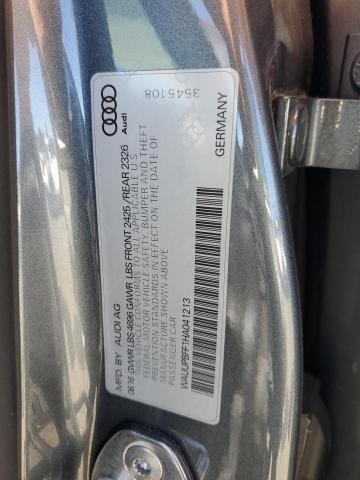 MFD. BY AUDI AG
06.16 GVWR LBS 4696 GAWR LBS FRONT 2425 /REAR 2326
THIS VEHICLE CONFORMS TO ALL APPLICABLE U.S.
FEDERAL MOTOR VEHICLE SAFETY, BUMPER AND THEFT
PREVENTION STANDARDS IN EFFECT ON THE DATE OF
MANUFACTURE SHOWN ABOVE
PASSENGER CAR
WAUUPBFF1HA041213
Audi
GERMANY
3545108